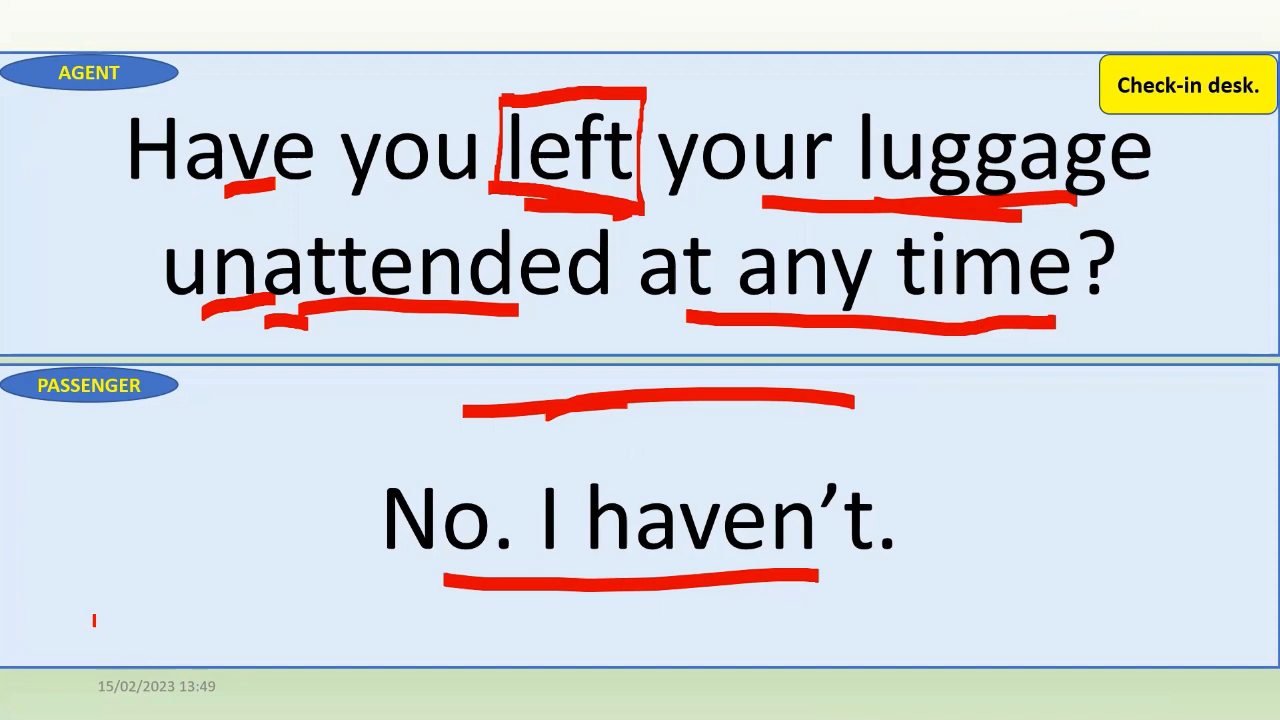 AGENT
Check-in desk.
Have you left your luggage
unattended at any time?
PASSENGER
No. I haven’t.
15/02/2023 13:49